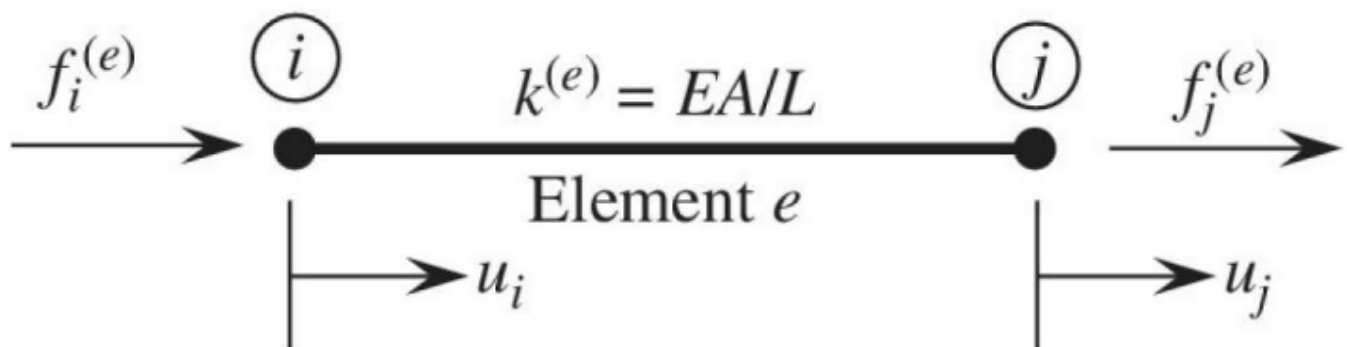 f_i^{(e)}
i
k^{(e)} = EA/L
j
f_j^{(e)}
Element e
u_i
u_j